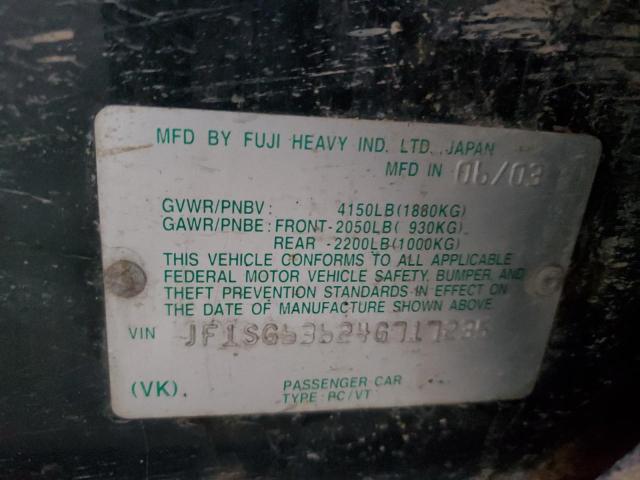 MFD BY FUJI HEAVY IND. LTD. JAPAN
MFD IN 06/03
GVWR/PNBV: 4150LB(1880KG)
GAWR/PNBE: FRONT-2050LB( 930KG)
REAR -2200LB(1000KG)
THIS VEHICLE CONFORMS TO ALL APPLICABLE
FEDERAL MOTOR VEHICLE SAFETY, BUMPER, AND
THEFT PREVENTION STANDARDS IN EFFECT ON
THE DATE OF MANUFACTURE SHOWN ABOVE.
VIN
(VK).
PASSENGER CAR
TYPE: PC/VT